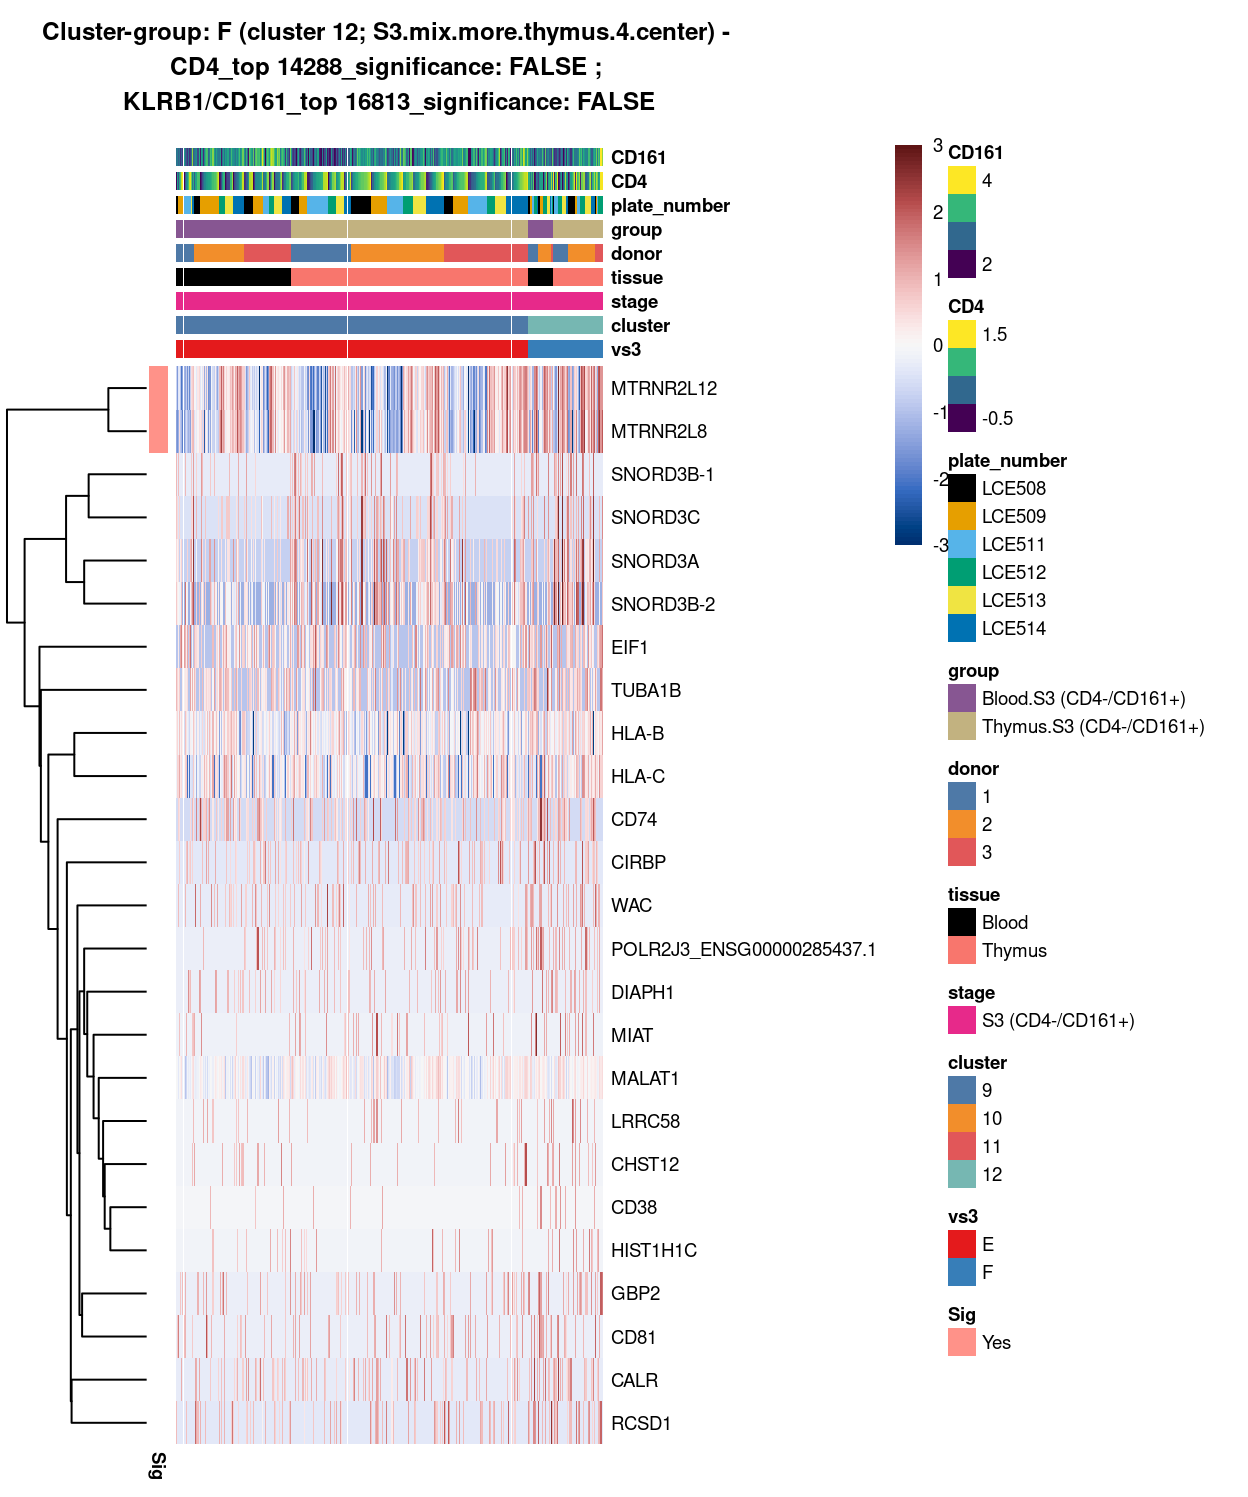 Cluster-group: F (cluster 12; S3.mix.more.thymus.4.center) -
CD4_top 14288_significance: FALSE ;
KLRB1/CD161_top 16813_significance: FALSE
CD161
CD4
plate_number
group
donor
tissue
stage
cluster
vs3
MTRNR2L12
MTRNR2L8
SNORD3B-1
SNORD3C
SNORD3A
SNORD3B-2
EIF1
TUBA1B
HLA-B
HLA-C
CD74
CIRBP
WAC
POLR2J3_ENSG00000285437.1
DIAPH1
MIAT
MALAT1
LRRC58
CHST12
CD38
HIST1H1C
GBP2
CD81
CALR
RCSD1
Sig
3
2
1
0
-1
-2
-3
CD161
4
2
CD4
1.5
-0.5
plate_number
LCE508
LCE509
LCE511
LCE512
LCE513
LCE514
group
Blood.S3 (CD4-/CD161+)
Thymus.S3 (CD4-/CD161+)
donor
1
2
3
tissue
Blood
Thymus
stage
S3 (CD4-/CD161+)
cluster
9
10
11
12
vs3
E
F
Sig
Yes